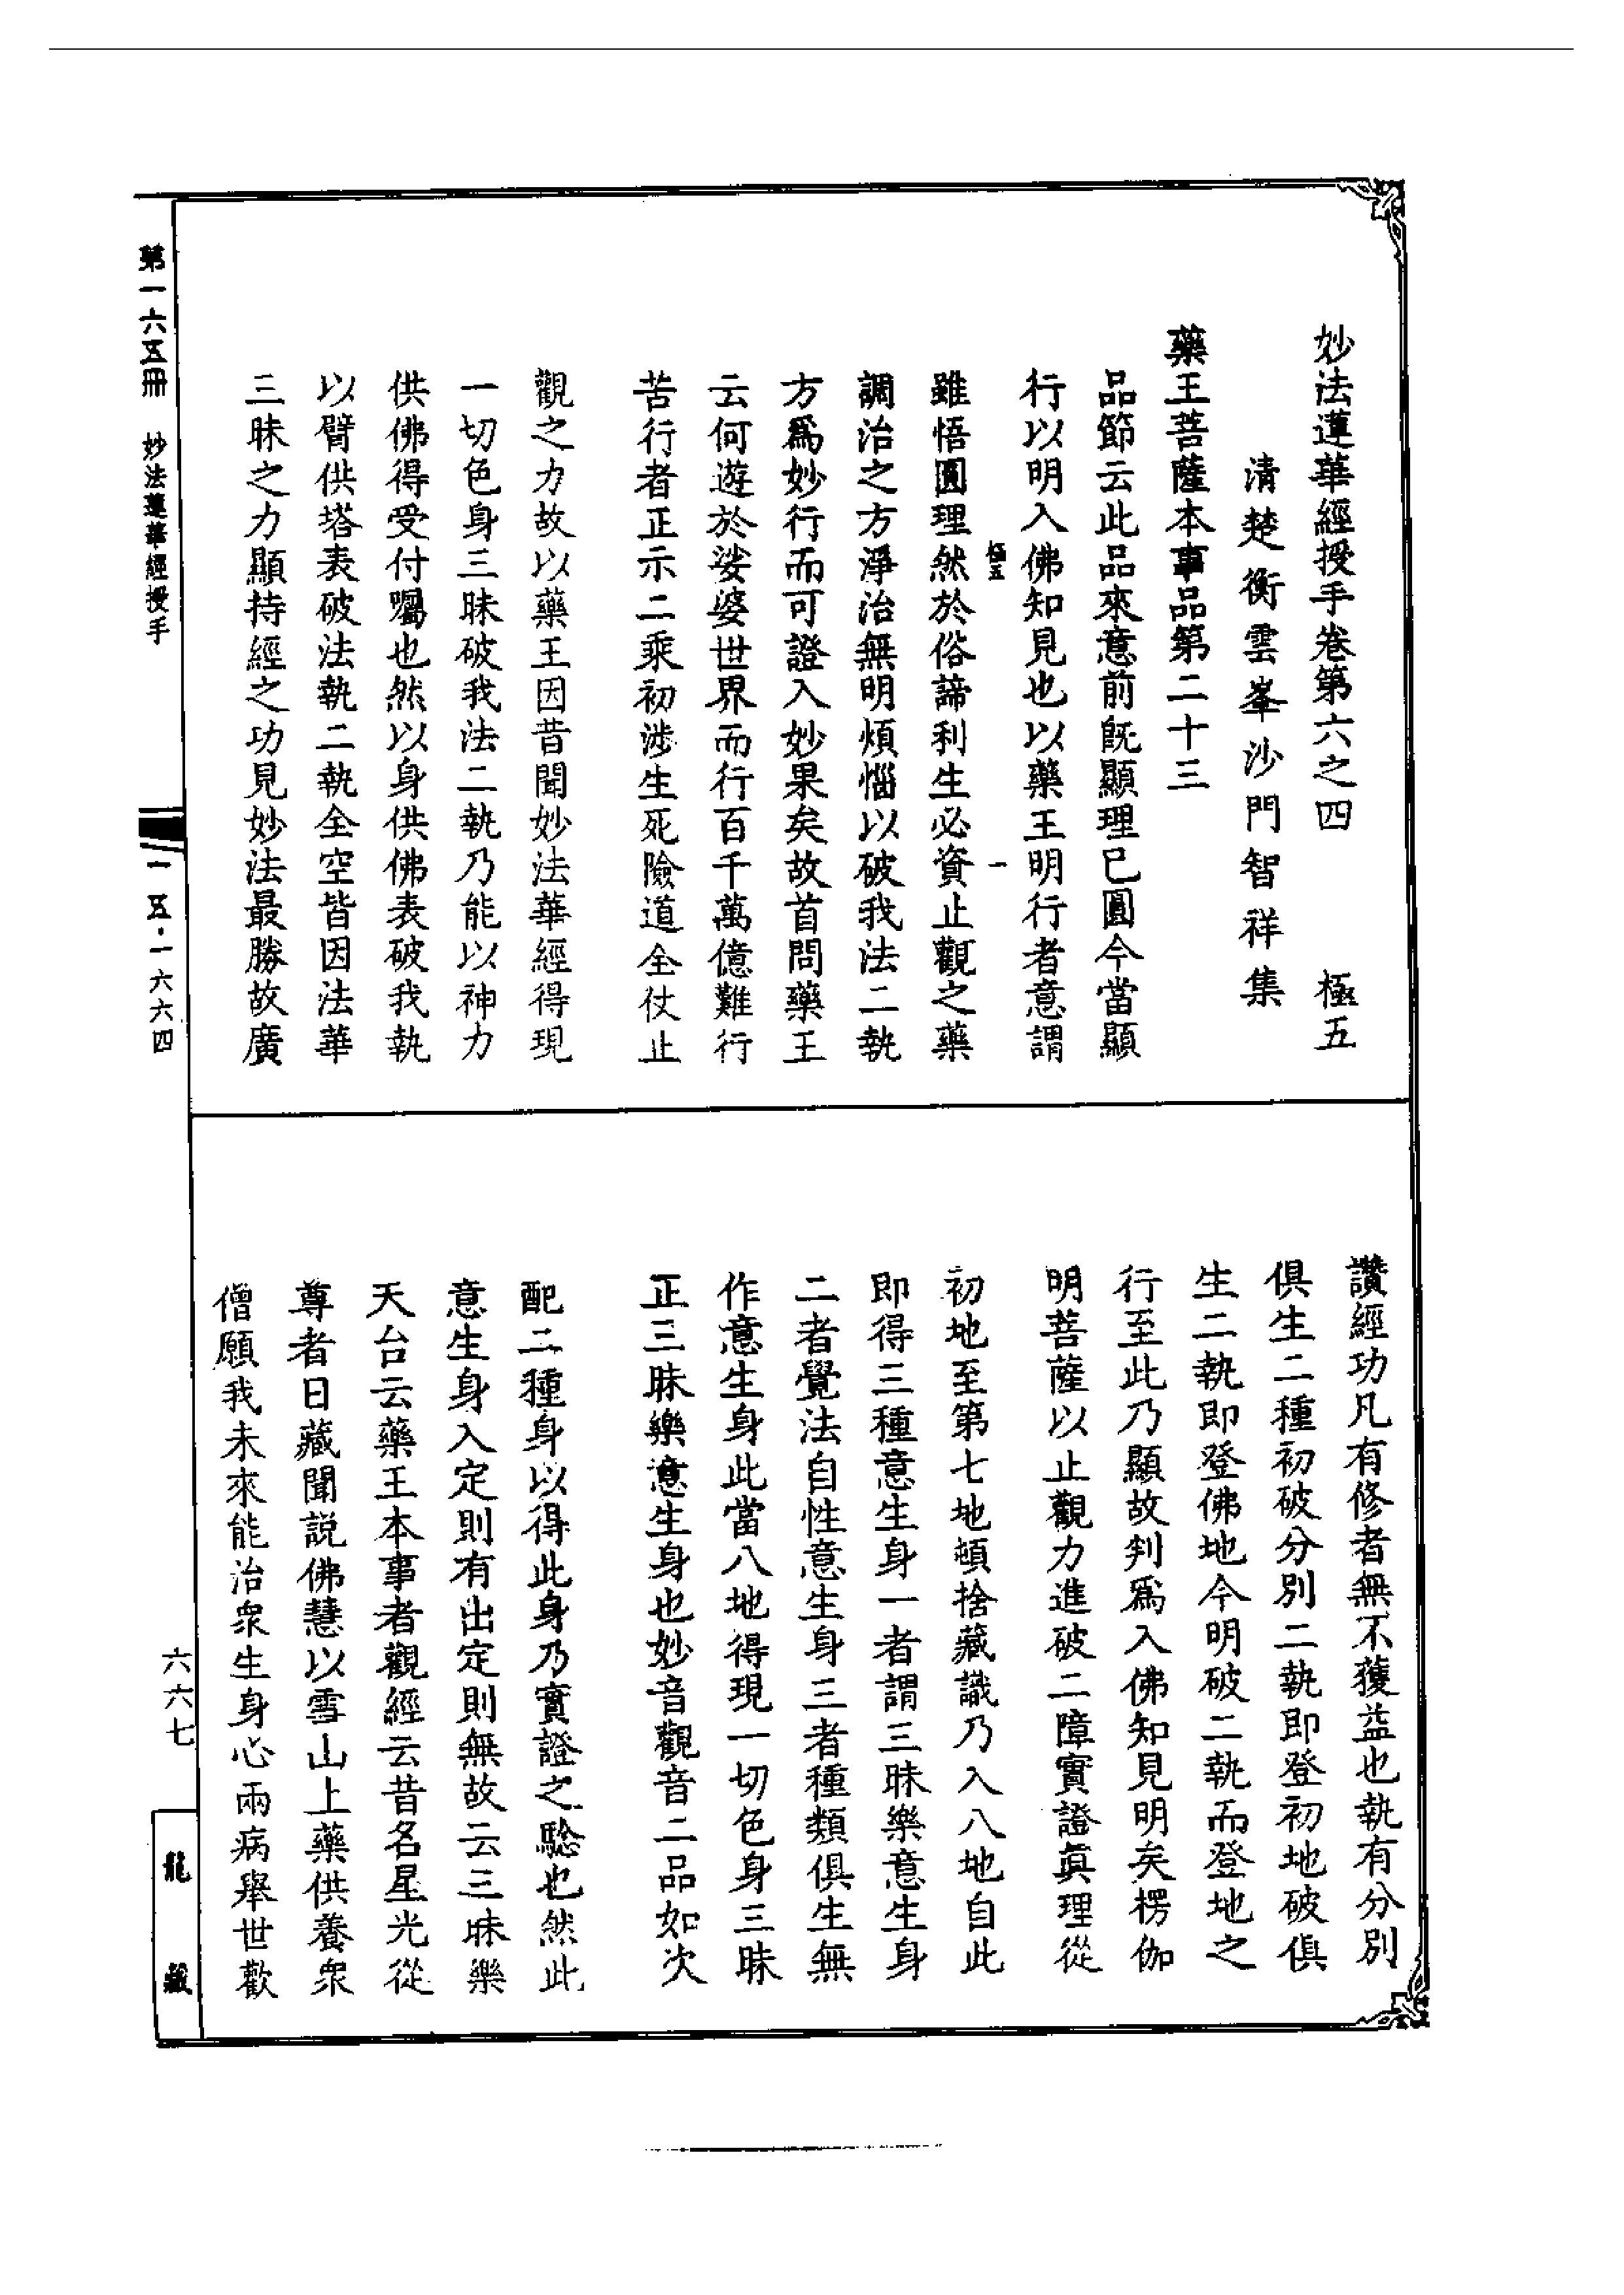 妙法蓮華經授手卷第六之四 極五
清楚衡雲峯沙門智祥集
藥王菩薩本事品第二十三
品節云此品來意前既顯理已圓今當顯
行以明入佛知見也以藥王明行者意謂
極五 一
雖悟圓理然於俗諦利生必資止觀之藥
調治之方淨治無明煩惱以破我法二執
方爲妙行而可證入妙果矣故首問藥王
云何遊於娑婆世界而行百千萬億難行
苦行者正示二乘初涉生死險道全仗止
觀之力故以藥王因昔聞妙法華經得現
一切色身三昧破我法二執乃能以神力
供佛得受付囑也然以身供佛表破我執
以臂供塔表破法執二執全空皆因法華
三昧之力顯持經之功見妙法最勝故廣
讚經功凡有修者無不獲益也執有分別
俱生二種初破分別二執即登初地破俱
生二執即登佛地今明破二執而登地之
行至此乃顯故判爲入佛知見明矣楞伽
明菩薩以止觀力進破二障實證眞理從
初地至第七地頓捨藏識乃入八地自此
即得三種意生身一者謂三昧樂意生身
二者覺法自性意生身三者種類俱生無
作意生身此當八地得現一切色身三昧
正三昧樂意生身也妙音觀音二品如次
配二種身以得此身乃實證之驗也然此
意生身入定則有出定則無故云三昧樂
天台云藥王本事者觀經云昔名星光從
尊者日藏聞説佛慧以雪山上藥供養衆
僧願我未來能治衆生身心兩病舉世歡
第一六五冊 妙法蓮華經授手
一五·一六六四
六六七
龍藏